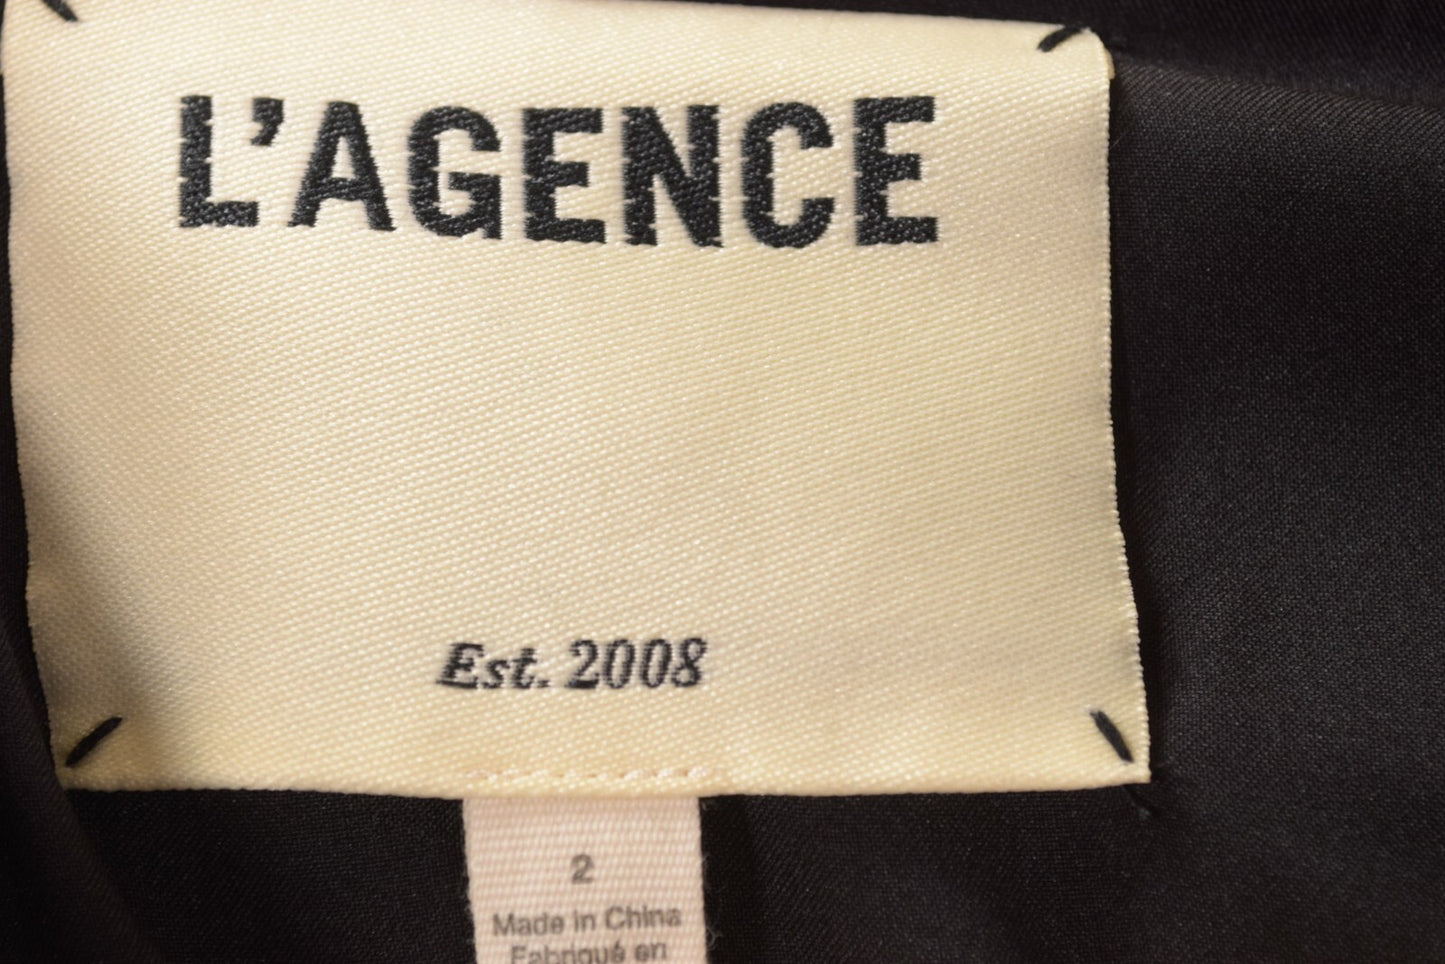 L'AGENCE
Est. 2008
2
Made in China
Fabriqué en